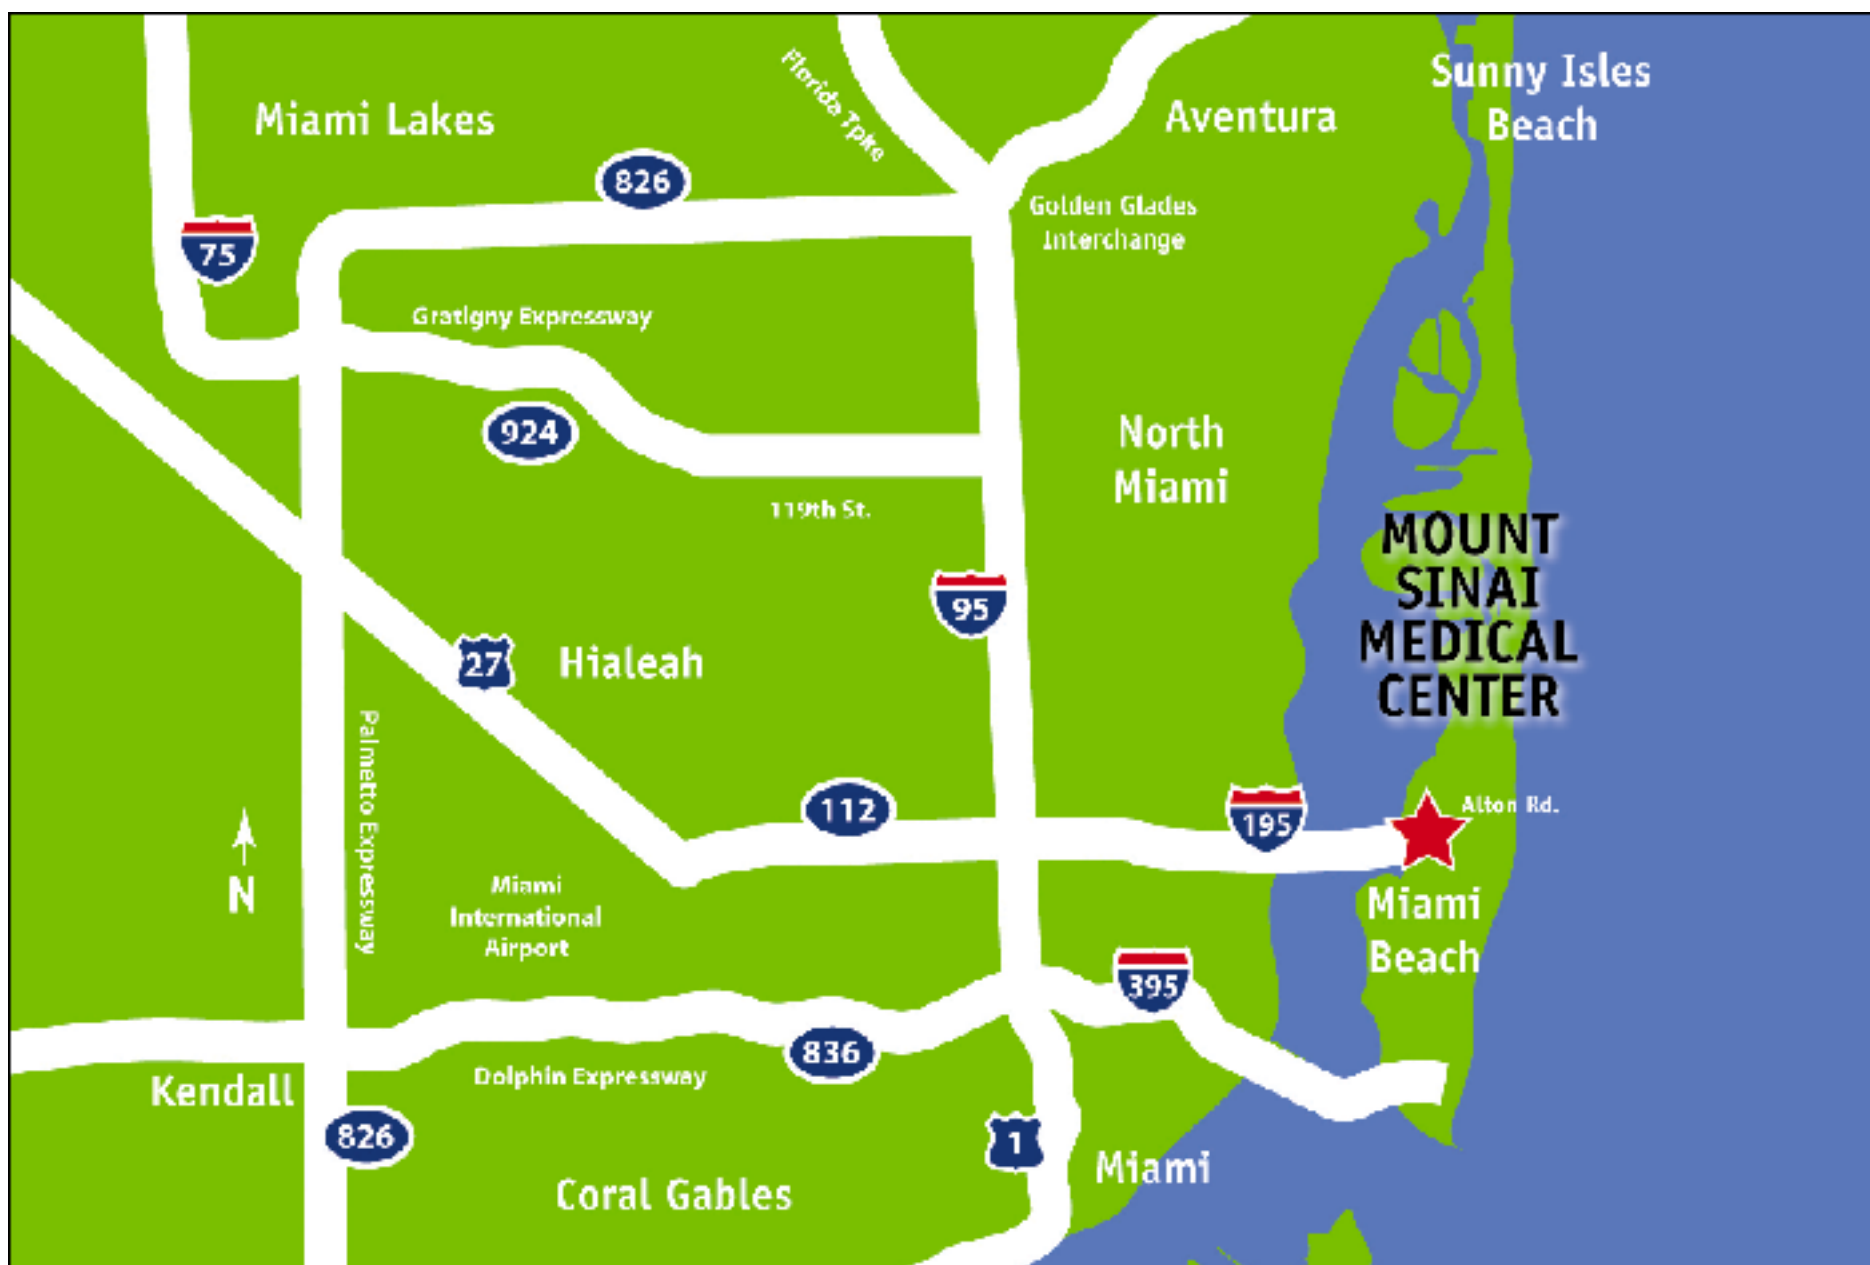 Sunny Isles
Beach
Florida Tpke
Miami Lakes
Aventura
826
Golden Glades
Interchange
75
Gratigny Expressway
North
Miami
924
119th St.
MOUNT
SINAI
MEDICAL
CENTER
95
27
Hialeah
Palmetto Expressway
112
195
Alton Rd.
N
Miami
International
Airport
Miami
Beach
395
836
Dolphin Expressway
Kendall
826
1
Miami
Coral Gables